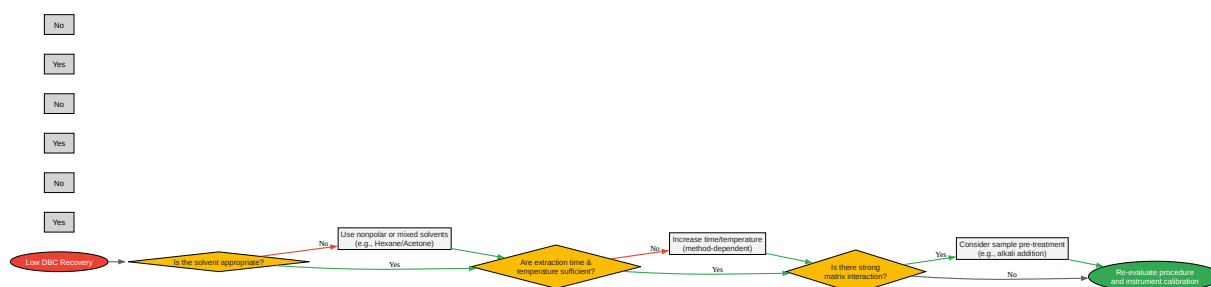 No
Yes
No
Yes
No
Yes
Low DBC Recovery
Is the solvent appropriate?
No
Use nonpolar or mixed solvents
(e.g., Hexane/Acetone)
Yes
Are extraction time &
temperature sufficient?
No
Increase time/temperature
(method-dependent)
Yes
Is there strong
matrix interaction?
Yes
Consider sample pre-treatment
(e.g., alkali addition)
No
Re-evaluate procedure
and instrument calibration